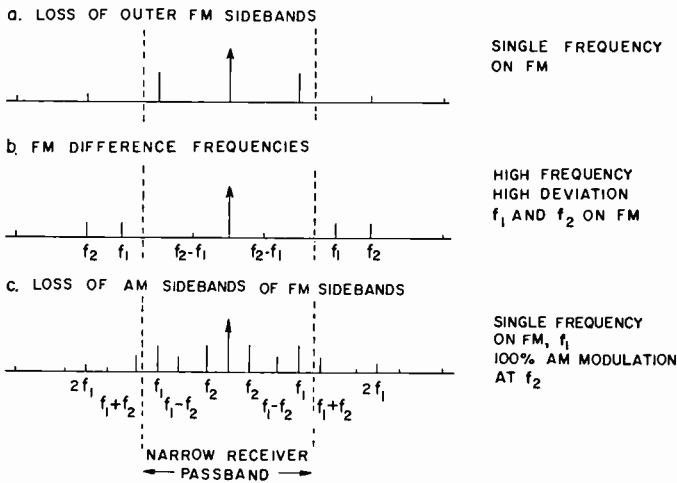 a. LOSS OF OUTER FM SIDEBANDS
SINGLE FREQUENCY
ON FM
b. FM DIFFERENCE FREQUENCIES
HIGH FREQUENCY
HIGH DEVIATION
f₁ AND f₂ ON FM
f₂ f₁ f₂-f₁ f₂-f₁ f₁ f₂
c. LOSS OF AM SIDEBANDS OF FM SIDEBANDS
SINGLE FREQUENCY
ON FM, f₁
100% AM MODULATION
AT f₂
2f₁ f₁+f₂ f₁ f₁-f₂ f₂ f₂ f₁-f₂ f₁ f₁+f₂ 2f₁
NARROW RECEIVER
PASSBAND